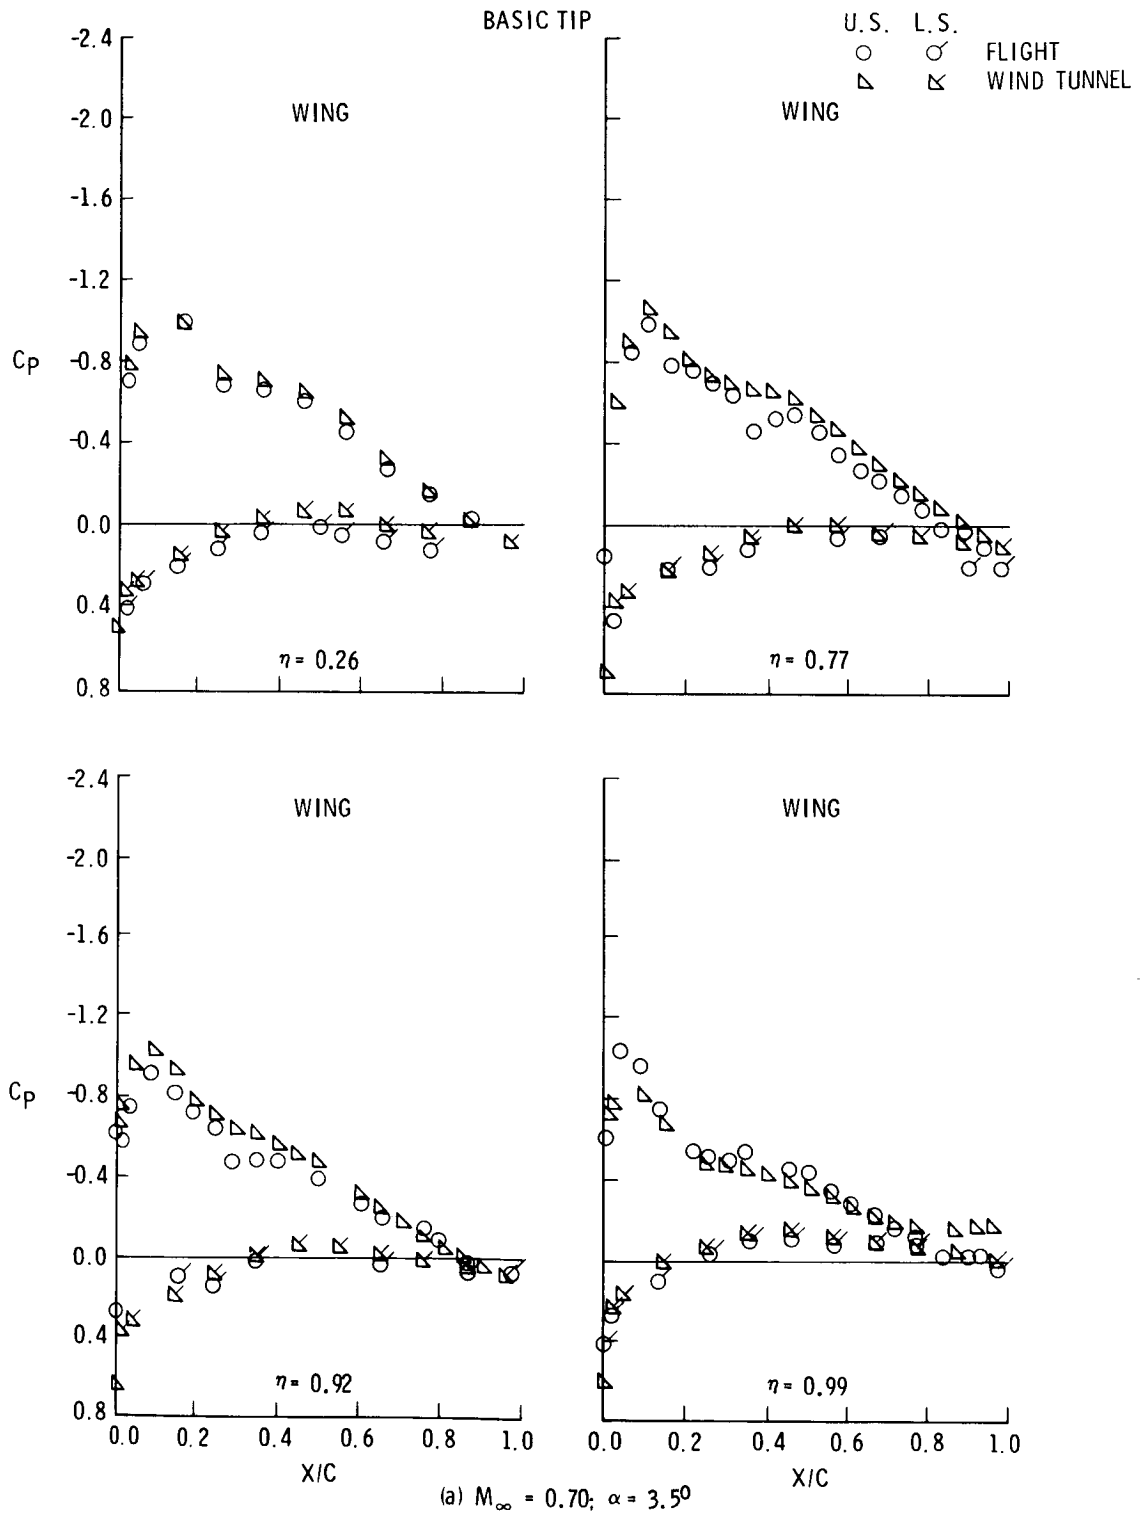 BASIC TIP
U.S. L.S.
FLIGHT
WIND TUNNEL
-2.4
-2.0
-1.6
-1.2
-0.8
-0.4
0.0
0.4
0.8
Cp
WING
η = 0.26
WING
η = 0.77
-2.4
-2.0
-1.6
-1.2
-0.8
-0.4
0.0
0.4
0.8
Cp
WING
η = 0.92
0.0 0.2 0.4 0.6 0.8 1.0
X/C
WING
η = 0.99
0.0 0.2 0.4 0.6 0.8 1.0
X/C
(a) M∞ = 0.70; α = 3.5⁰